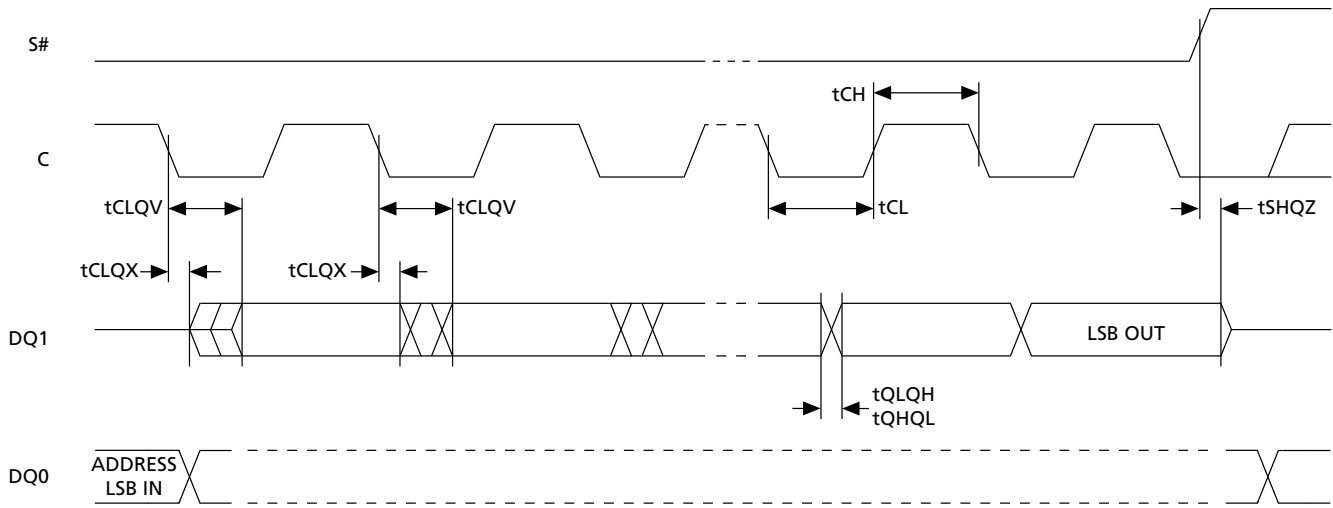 S#
tCH
C
tCLQV
tCLQV
tCL
tSHQZ
tCLQX
tCLQX
DQ1
LSB OUT
tQLQH
tQHQL
DQ0
ADDRESS
LSB IN